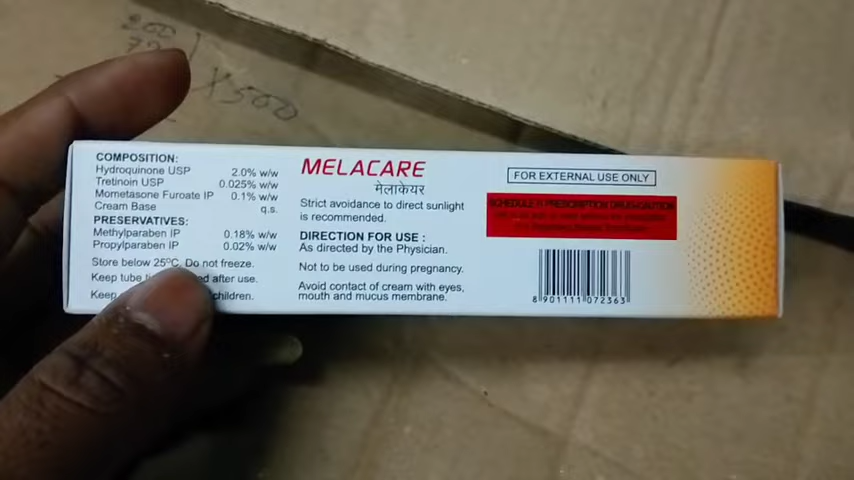 200
X500
COMPOSITION:
Hydroquinone USP 2.0% w/w
Tretinoin USP 0.025% w/w
Mometasone Furoate IP 0.1% w/w
Cream Base q.s.
PRESERVATIVES:
Methylparaben IP 0.18% w/w
Propylparaben IP 0.02% w/w
Store below 25°C. Do not freeze.
Keep tube after use.
Keep children.
MELACARE
मेलाकेयर
Strict avoidance to direct sunlight
is recommended.
DIRECTION FOR USE :
As directed by the Physician.
Not to be used during pregnancy.
Avoid contact of cream with eyes,
mouth and mucus membrane.
FOR EXTERNAL USE ONLY
SCHEDULE H PRESCRIPTION DRUG-CAUTION
8 901111 072363